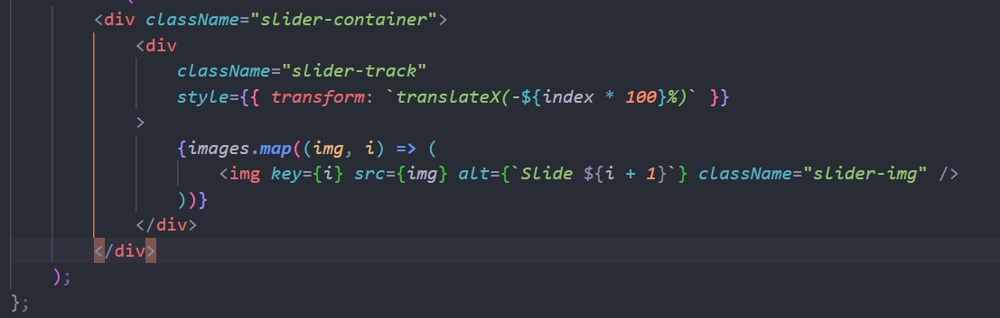 <div className="slider-container">
<div
className="slider-track"
style={{ transform: `translateX(-${index * 100}%)` }}
>
{images.map((img, i) => (
<img key={i} src={img} alt={`Slide ${i + 1}`} className="slider-img" />
))}
</div>
</div>
);
};